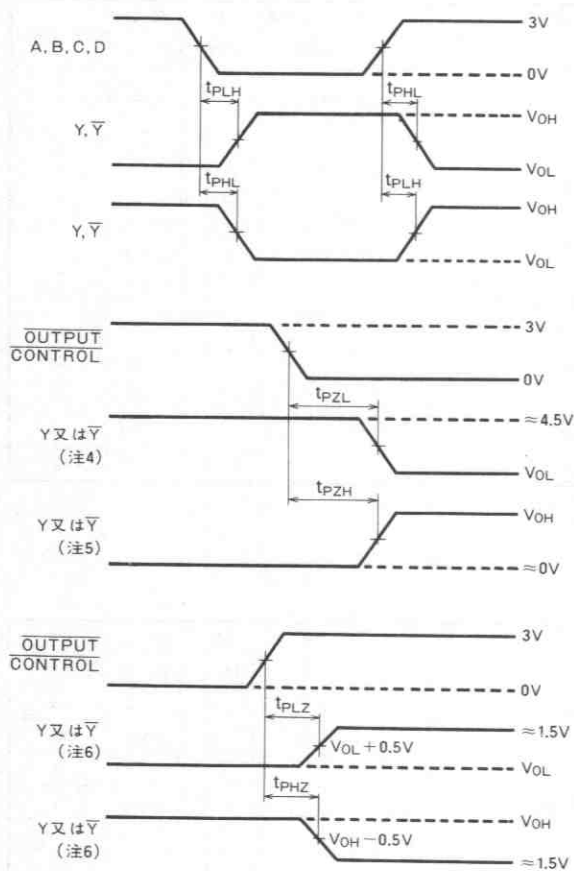 A, B, C, D
3V
0V
tPLH
tPHL
Y, Y̅
VOH
VOL
tPHL
tPLH
Y, Y̅
VOH
VOL
OUTPUT
CONTROL
3V
0V
tPZL
Y又はY̅
(注4)
≈4.5V
VOL
tPZH
Y又はY̅
(注5)
VOH
≈0V
OUTPUT
CONTROL
3V
0V
tPLZ
Y又はY̅
(注6)
≈1.5V
VOL+0.5V
VOL
tPHZ
Y又はY̅
(注6)
VOH
VOH−0.5V
≈1.5V